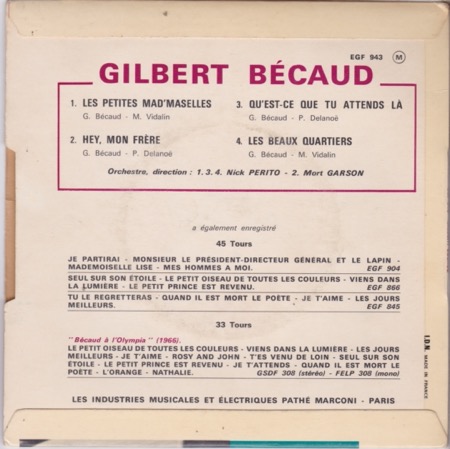 EGF 943 M
GILBERT BÉCAUD
1. LES PETITES MAD'MASELLES
G. Bécaud - M. Vidalin
2. HEY, MON FRÈRE
G. Bécaud - P. Delanoë
3. QU'EST-CE QUE TU ATTENDS LÀ
G. Bécaud - P. Delanoë
4. LES BEAUX QUARTIERS
G. Bécaud - M. Vidalin
Orchestre, direction : 1.3.4. Nick PERITO - 2. Mort GARSON
a également enregistré
45 Tours
JE PARTIRAI - MONSIEUR LE PRÉSIDENT-DIRECTEUR GÉNÉRAL ET LE LAPIN -
MADEMOISELLE LISE - MES HOMMES A MOI. EGF 904
SEUL SUR SON ÉTOILE - LE PETIT OISEAU DE TOUTES LES COULEURS - VIENS DANS
LA LUMIÈRE - LE PETIT PRINCE EST REVENU. EGF 866
TU LE REGRETTERAS - QUAND IL EST MORT LE POETE - JE T'AIME - LES JOURS
MEILLEURS. EGF 845
33 Tours
"Bécaud à l'Olympia" (1966).
LE PETIT OISEAU DE TOUTES LES COULEURS - VIENS DANS LA LUMIÈRE - LES JOURS
MEILLEURS - JE T'AIME - ROSY AND JOHN - T'ES VENU DE LOIN - SEUL SUR SON
ÉTOILE - LE PETIT PRINCE EST REVENU - JE T'ATTENDS - QUAND IL EST MORT LE
POÈTE - L'ORANGE - NATHALIE. GSDF 308 (stéréo) - FELP 308 (mono)
LES INDUSTRIES MUSICALES ET ÉLECTRIQUES PATHÉ MARCONI - PARIS
I.D.N. MADE IN FRANCE